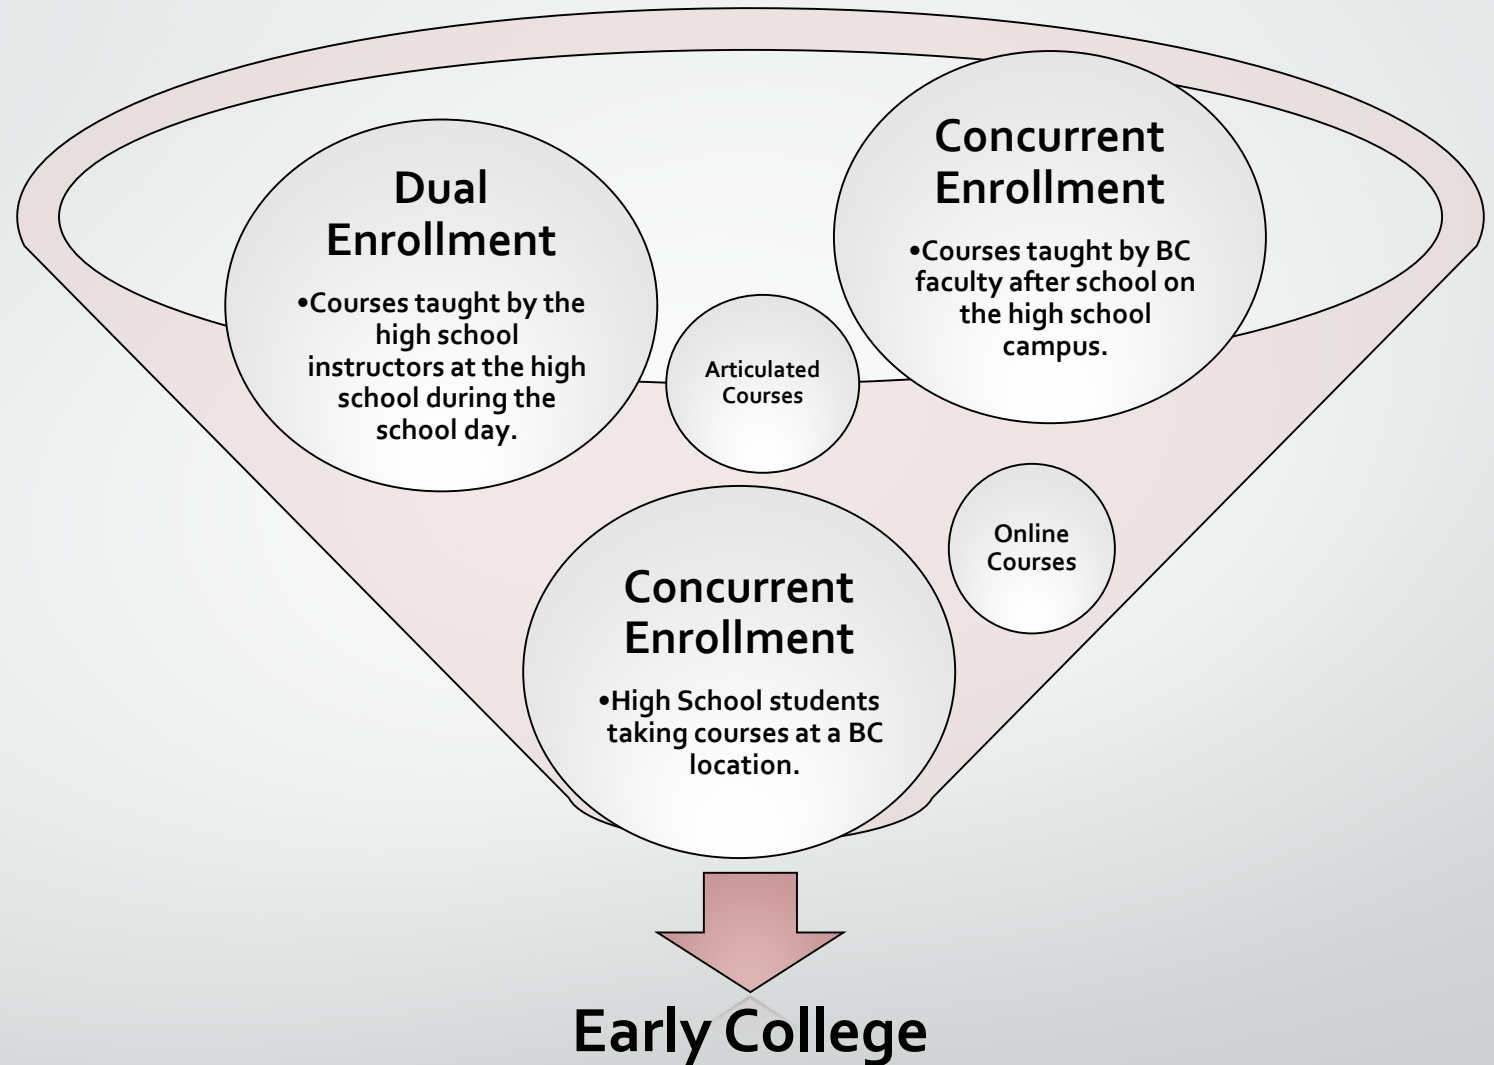 Dual
Enrollment
•Courses taught by the
high school
instructors at the high
school during the
school day.
Concurrent
Enrollment
•Courses taught by BC
faculty after school on
the high school
campus.
Articulated
Courses
Online
Courses
Concurrent
Enrollment
•High School students
taking courses at a BC
location.
Early College